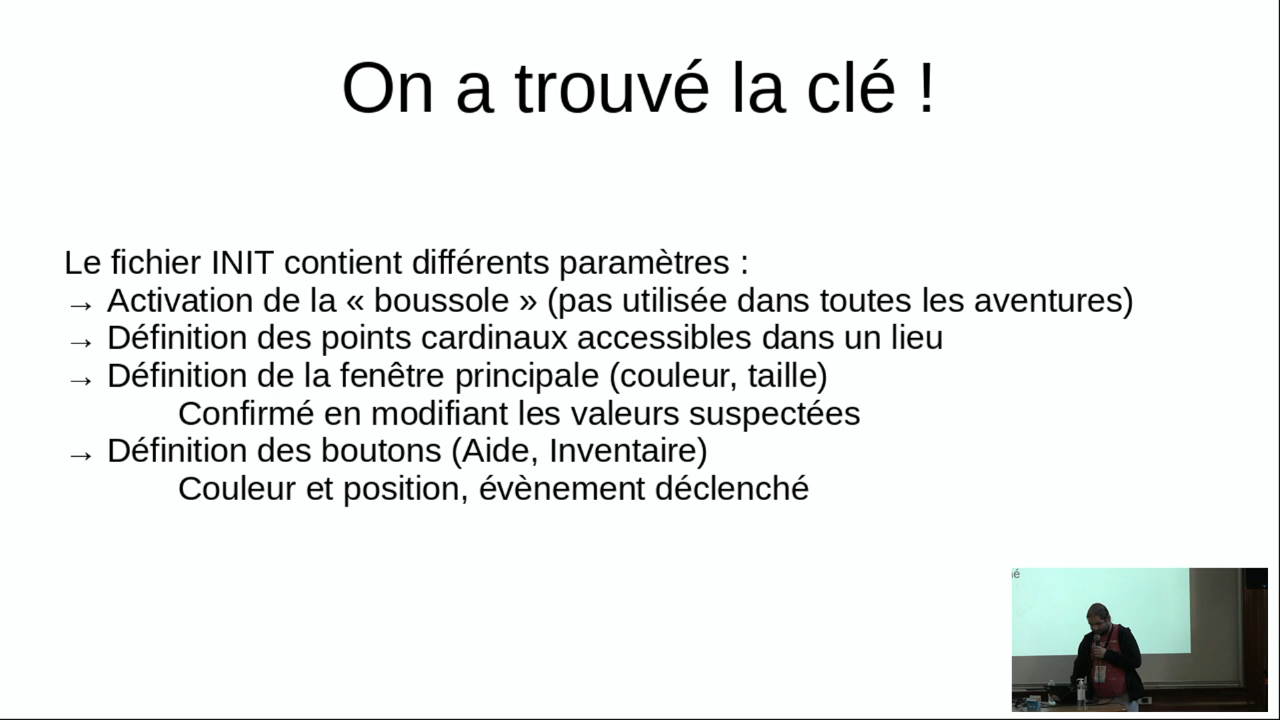 On a trouvé la clé !
Le fichier INIT contient différents paramètres :
→ Activation de la « boussole » (pas utilisée dans toutes les aventures)
→ Définition des points cardinaux accessibles dans un lieu
→ Définition de la fenêtre principale (couleur, taille)
Confirmé en modifiant les valeurs suspectées
→ Définition des boutons (Aide, Inventaire)
Couleur et position, évènement déclenché